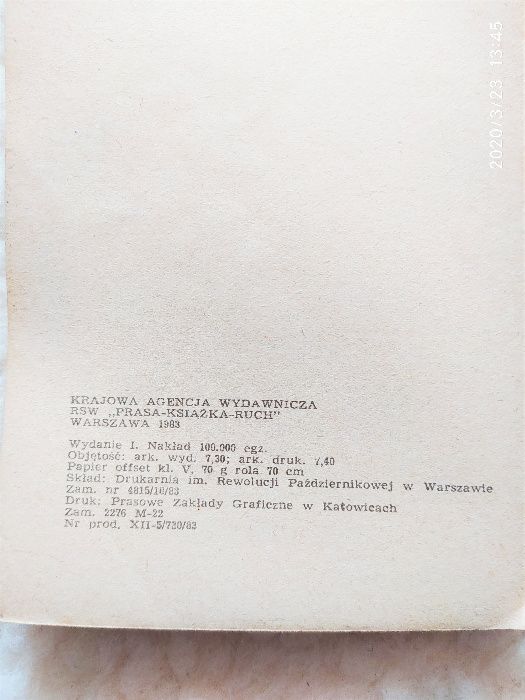 2020/3/23 13:45
KRAJOWA AGENCJA WYDAWNICZA
RSW „PRASA-KSIĄŻKA-RUCH"
WARSZAWA 1983
Wydanie I. Nakład 100.000 egz.
Objętość: ark. wyd. 7,30; ark. druk. 7,40
Papier offset kl. V, 70 g rola 70 cm
Skład: Drukarnia im. Rewolucji Październikowej w Warszawie
Zam. nr 4815/10/83
Druk: Prasowe Zakłady Graficzne w Katowicach
Zam. 2276 M-22
Nr prod. XII-5/730/83